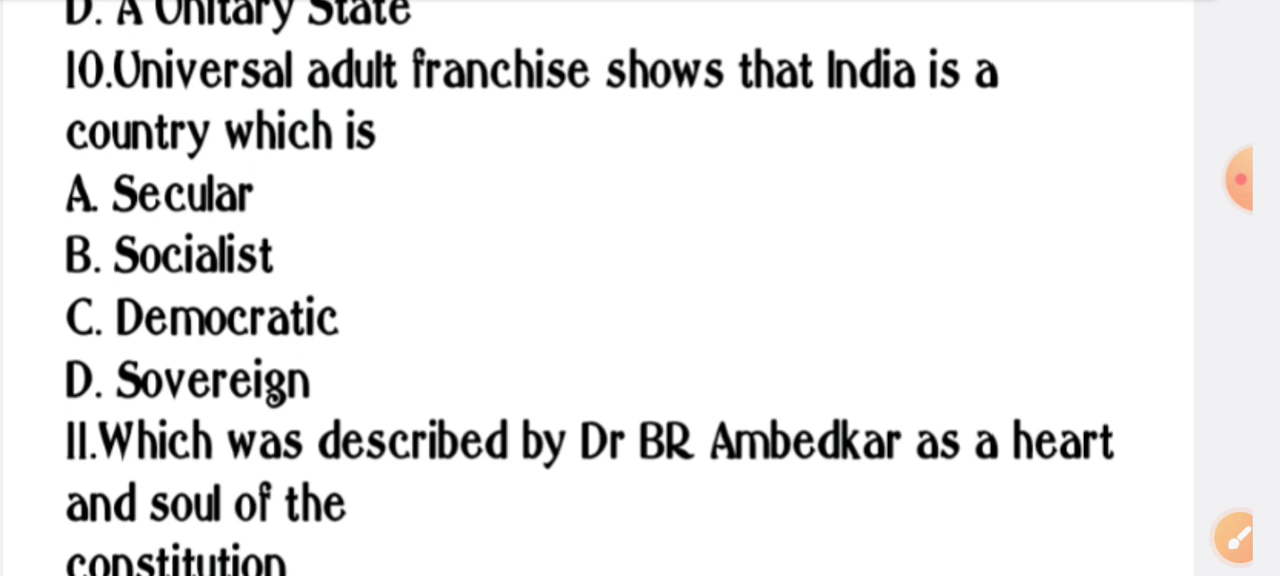 D. A Unitary State
10.Universal adult franchise shows that India is a
country which is
A. Secular
B. Socialist
C. Democratic
D. Sovereign
11.Which was described by Dr BR Ambedkar as a heart
and soul of the
constitution